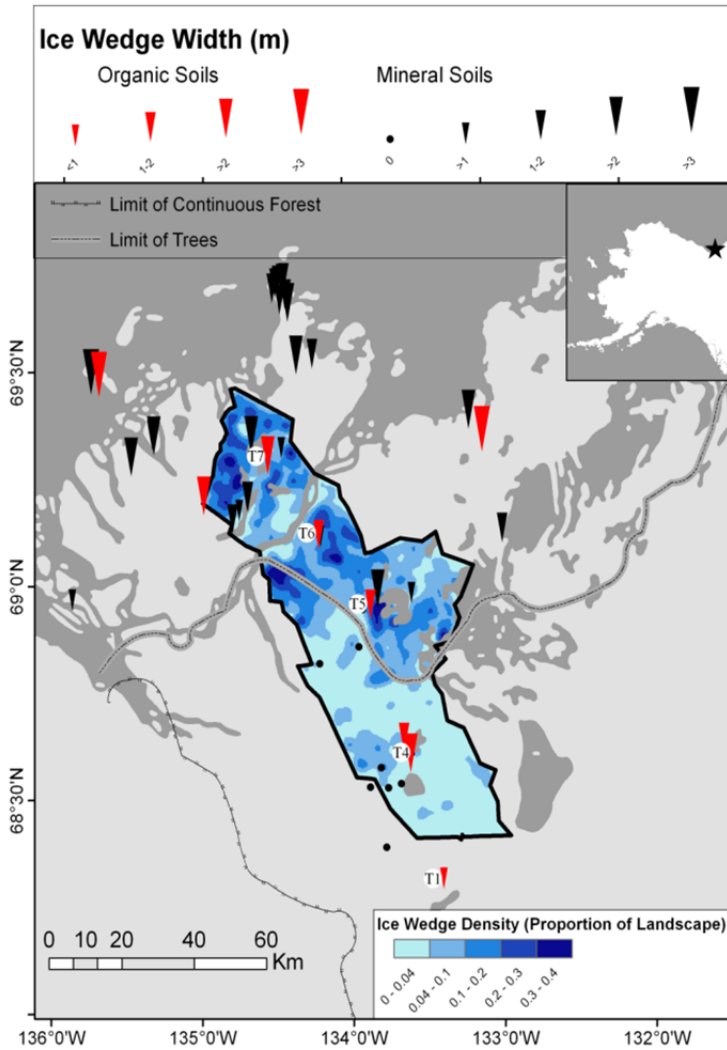 Ice Wedge Width (m)
Organic Soils Mineral Soils
<1 1-2 >2 >3 0 >1 1-2 >2 >3
Limit of Continuous Forest
Limit of Trees
69°30'N
T7
T6
69°0'N
T5
T4
68°30'N
T1
Ice Wedge Density (Proportion of Landscape)
0 - 0.04 0.04 - 0.1 0.1 - 0.2 0.2 - 0.3 0.3 - 0.4
0 10 20 40 60
Km
136°0'W 135°0'W 134°0'W 133°0'W 132°0'W